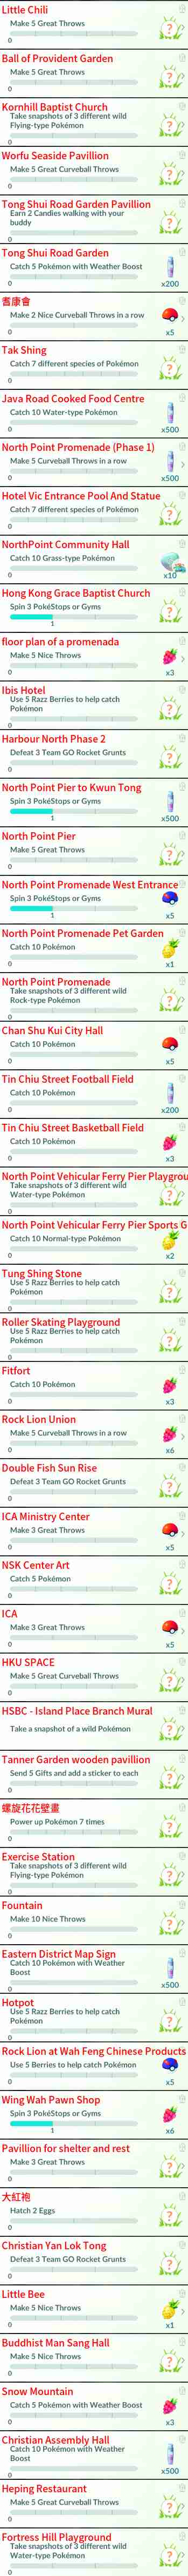 Little Chili
Make 5 Great Throws
0
?
Ball of Provident Garden
Make 5 Great Throws
0
?
Kornhill Baptist Church
Take snapshots of 3 different wild
Flying-type Pokémon
0
?
Worfu Seaside Pavillion
Make 5 Great Curveball Throws
0
?
Tong Shui Road Garden Pavillion
Earn 2 Candies walking with your
buddy
0
?
Tong Shui Road Garden
Catch 5 Pokémon with Weather Boost
0
x200
耆康會
Make 2 Nice Curveball Throws in a row
0
x5
Tak Shing
Catch 7 different species of Pokémon
0
?
Java Road Cooked Food Centre
Catch 10 Water-type Pokémon
0
x500
North Point Promenade (Phase 1)
Make 5 Curveball Throws in a row
0
x500
Hotel Vic Entrance Pool And Statue
Catch 7 different species of Pokémon
0
?
NorthPoint Community Hall
Catch 10 Grass-type Pokémon
0
x10
Hong Kong Grace Baptist Church
Spin 3 PokéStops or Gyms
1
?
floor plan of a promenada
Make 5 Nice Throws
0
x3
Ibis Hotel
Use 5 Razz Berries to help catch
Pokémon
0
?
Harbour North Phase 2
Defeat 3 Team GO Rocket Grunts
0
?
North Point Pier to Kwun Tong
Spin 3 PokéStops or Gyms
1
x500
North Point Pier
Make 5 Great Throws
0
?
North Point Promenade West Entrance
Spin 3 PokéStops or Gyms
1
x5
North Point Promenade Pet Garden
Catch 10 Pokémon
0
x1
North Point Promenade
Take snapshots of 3 different wild
Rock-type Pokémon
0
?
Chan Shu Kui City Hall
Catch 10 Pokémon
0
x5
Tin Chiu Street Football Field
Catch 10 Pokémon
0
x200
Tin Chiu Street Basketball Field
Catch 10 Pokémon
0
x3
North Point Vehicular Ferry Pier Playgrou
Take snapshots of 3 different wild
Water-type Pokémon
0
?
North Point Vehicular Ferry Pier Sports G
Catch 10 Normal-type Pokémon
0
x2
Tung Shing Stone
Use 5 Razz Berries to help catch
Pokémon
0
?
Roller Skating Playground
Use 5 Razz Berries to help catch
Pokémon
0
?
Fitfort
Catch 10 Pokémon
0
x3
Rock Lion Union
Make 5 Curveball Throws in a row
0
x6
Double Fish Sun Rise
Defeat 3 Team GO Rocket Grunts
0
?
ICA Ministry Center
Make 3 Great Throws
0
x5
NSK Center Art
Catch 5 Pokémon
0
?
ICA
Make 3 Great Throws
0
x5
HKU SPACE
Make 5 Great Curveball Throws
0
?
HSBC - Island Place Branch Mural
Take a snapshot of a wild Pokémon
?
Tanner Garden wooden pavillion
Send 5 Gifts and add a sticker to each
0
?
螺旋花花壁畫
Power up Pokémon 7 times
0
?
Exercise Station
Take snapshots of 3 different wild
Flying-type Pokémon
0
?
Fountain
Make 10 Nice Throws
0
?
Eastern District Map Sign
Catch 10 Pokémon with Weather
Boost
0
x500
Hotpot
Use 5 Razz Berries to help catch
Pokémon
0
?
Rock Lion at Wah Feng Chinese Products
Use 5 Berries to help catch Pokémon
0
x5
Wing Wah Pawn Shop
Spin 3 PokéStops or Gyms
1
x6
Pavillion for shelter and rest
Make 3 Great Throws
0
?
大紅袍
Hatch 2 Eggs
0
?
Christian Yan Lok Tong
Defeat 3 Team GO Rocket Grunts
0
?
Little Bee
Make 5 Nice Throws
0
x1
Buddhist Man Sang Hall
Make 5 Nice Throws
0
?
Snow Mountain
Catch 5 Pokémon with Weather Boost
0
x3
Christian Assembly Hall
Catch 10 Pokémon with Weather
Boost
0
x500
Heping Restaurant
Make 5 Great Curveball Throws
0
?
Fortress Hill Playground
Take snapshots of 3 different wild
Water-type Pokémon
0
?